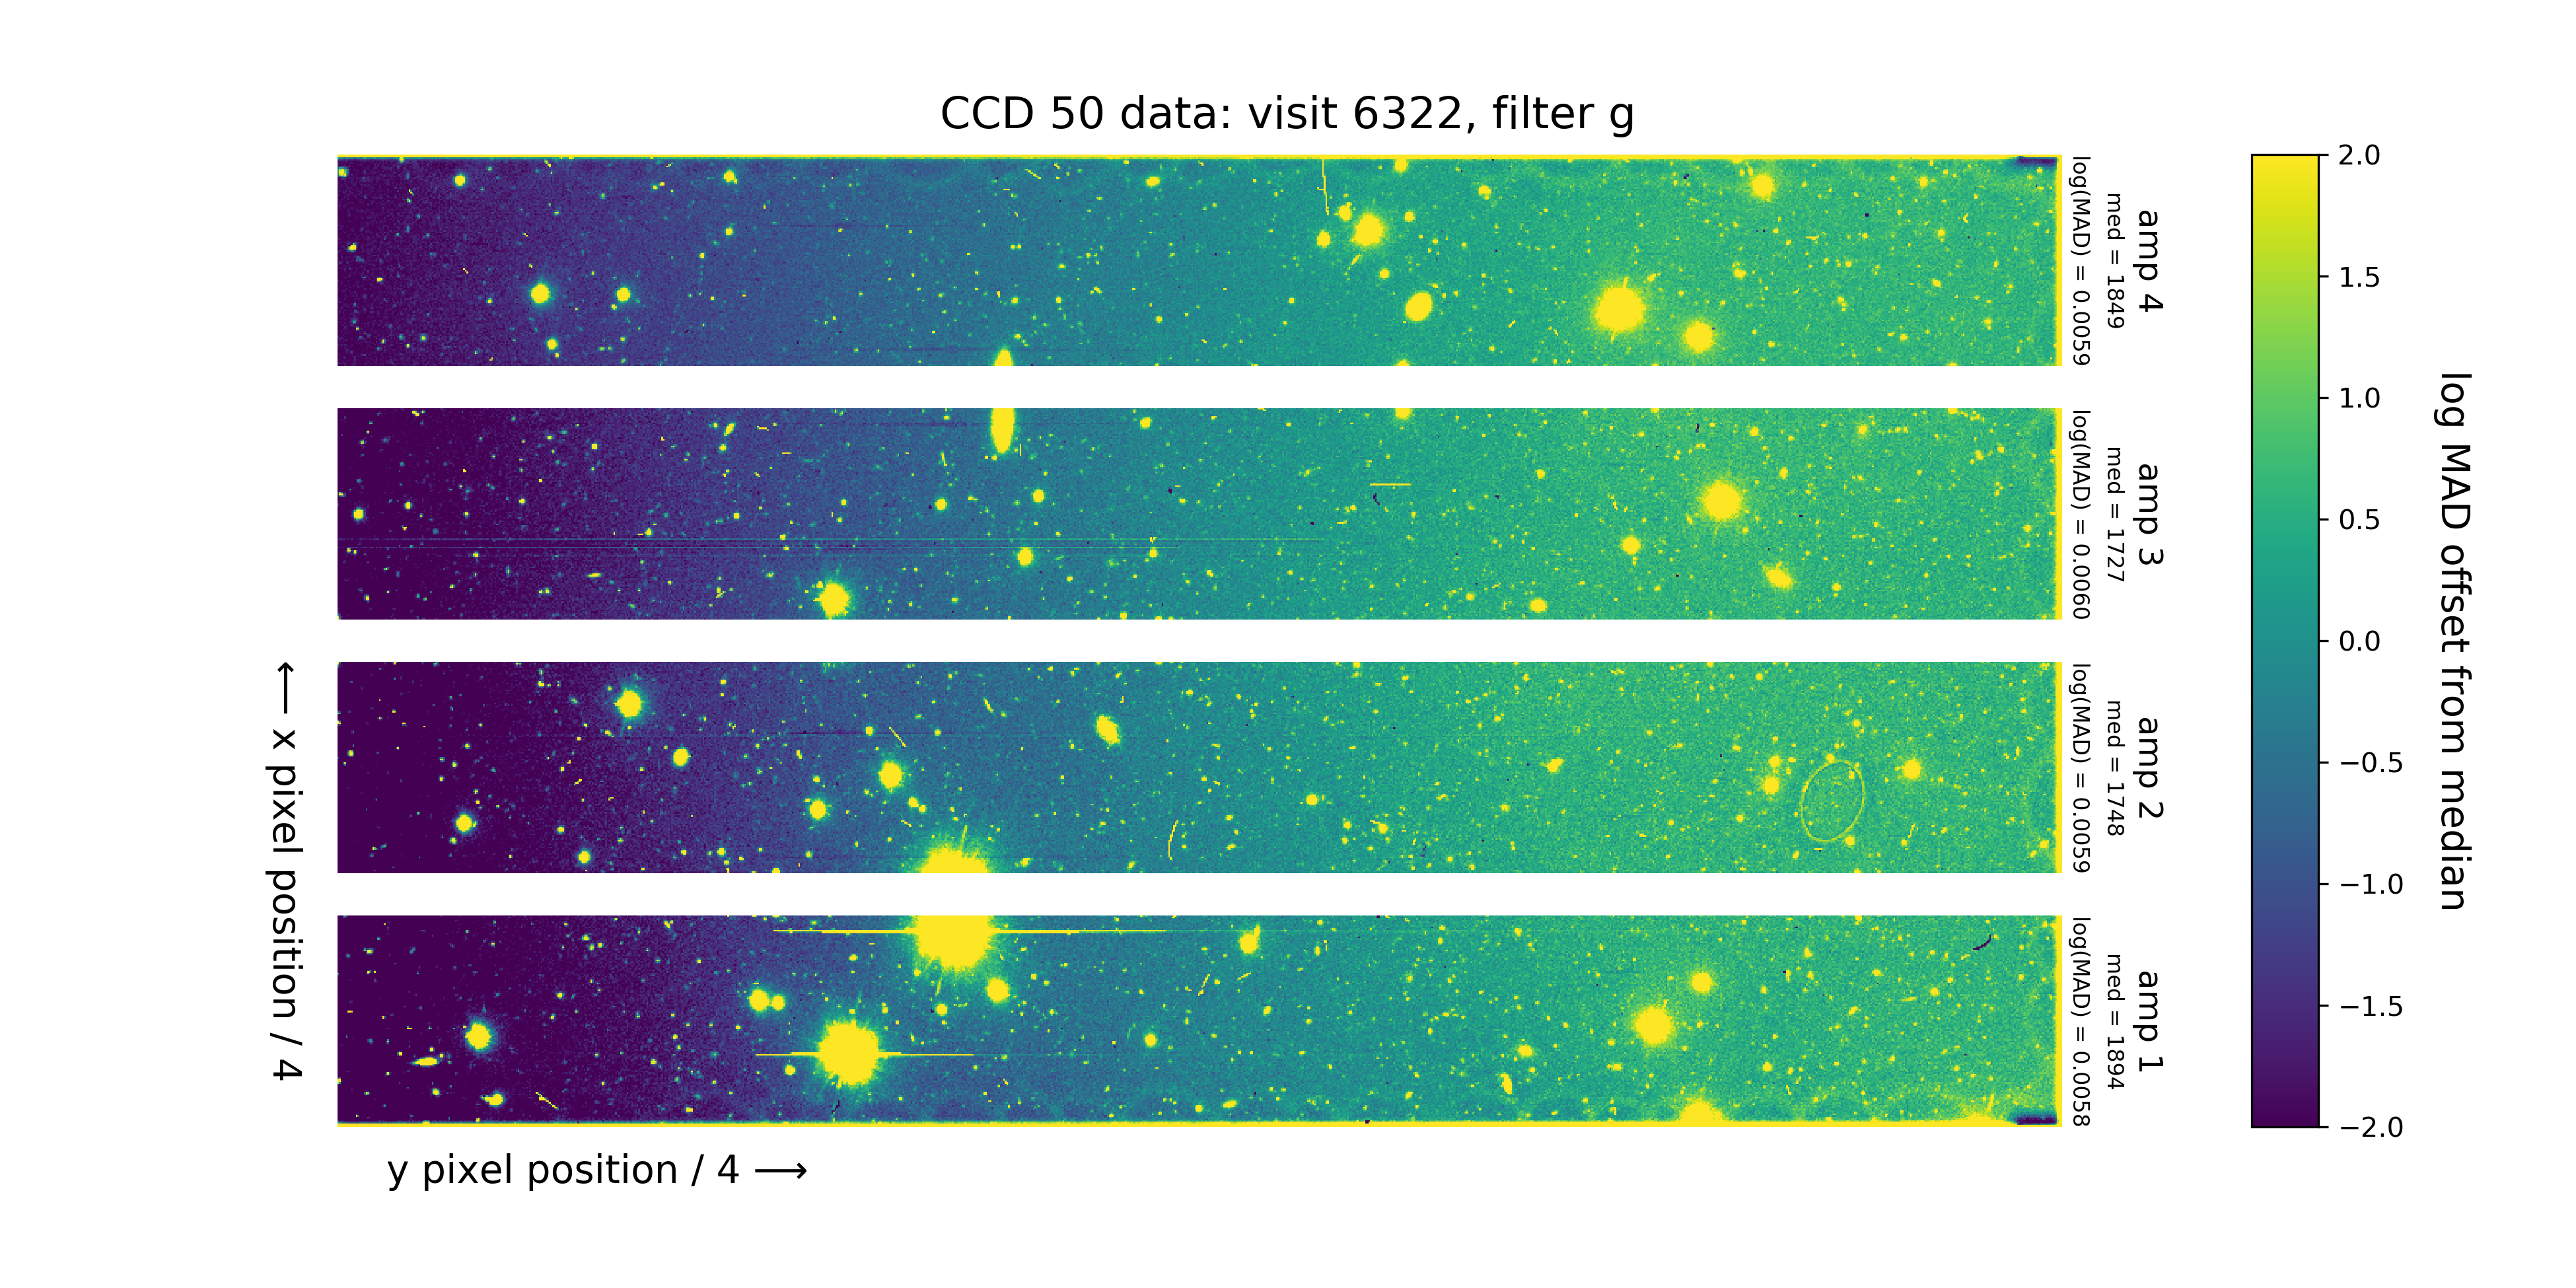 CCD 50 data: visit 6322, filter g
amp 4
med = 1849
log(MAD) = 0.0059
amp 3
med = 1727
log(MAD) = 0.0060
amp 2
med = 1748
log(MAD) = 0.0059
amp 1
med = 1894
log(MAD) = 0.0058
⟵ x pixel position / 4
y pixel position / 4 ⟶
2.0
1.5
1.0
0.5
0.0
−0.5
−1.0
−1.5
−2.0
log MAD offset from median